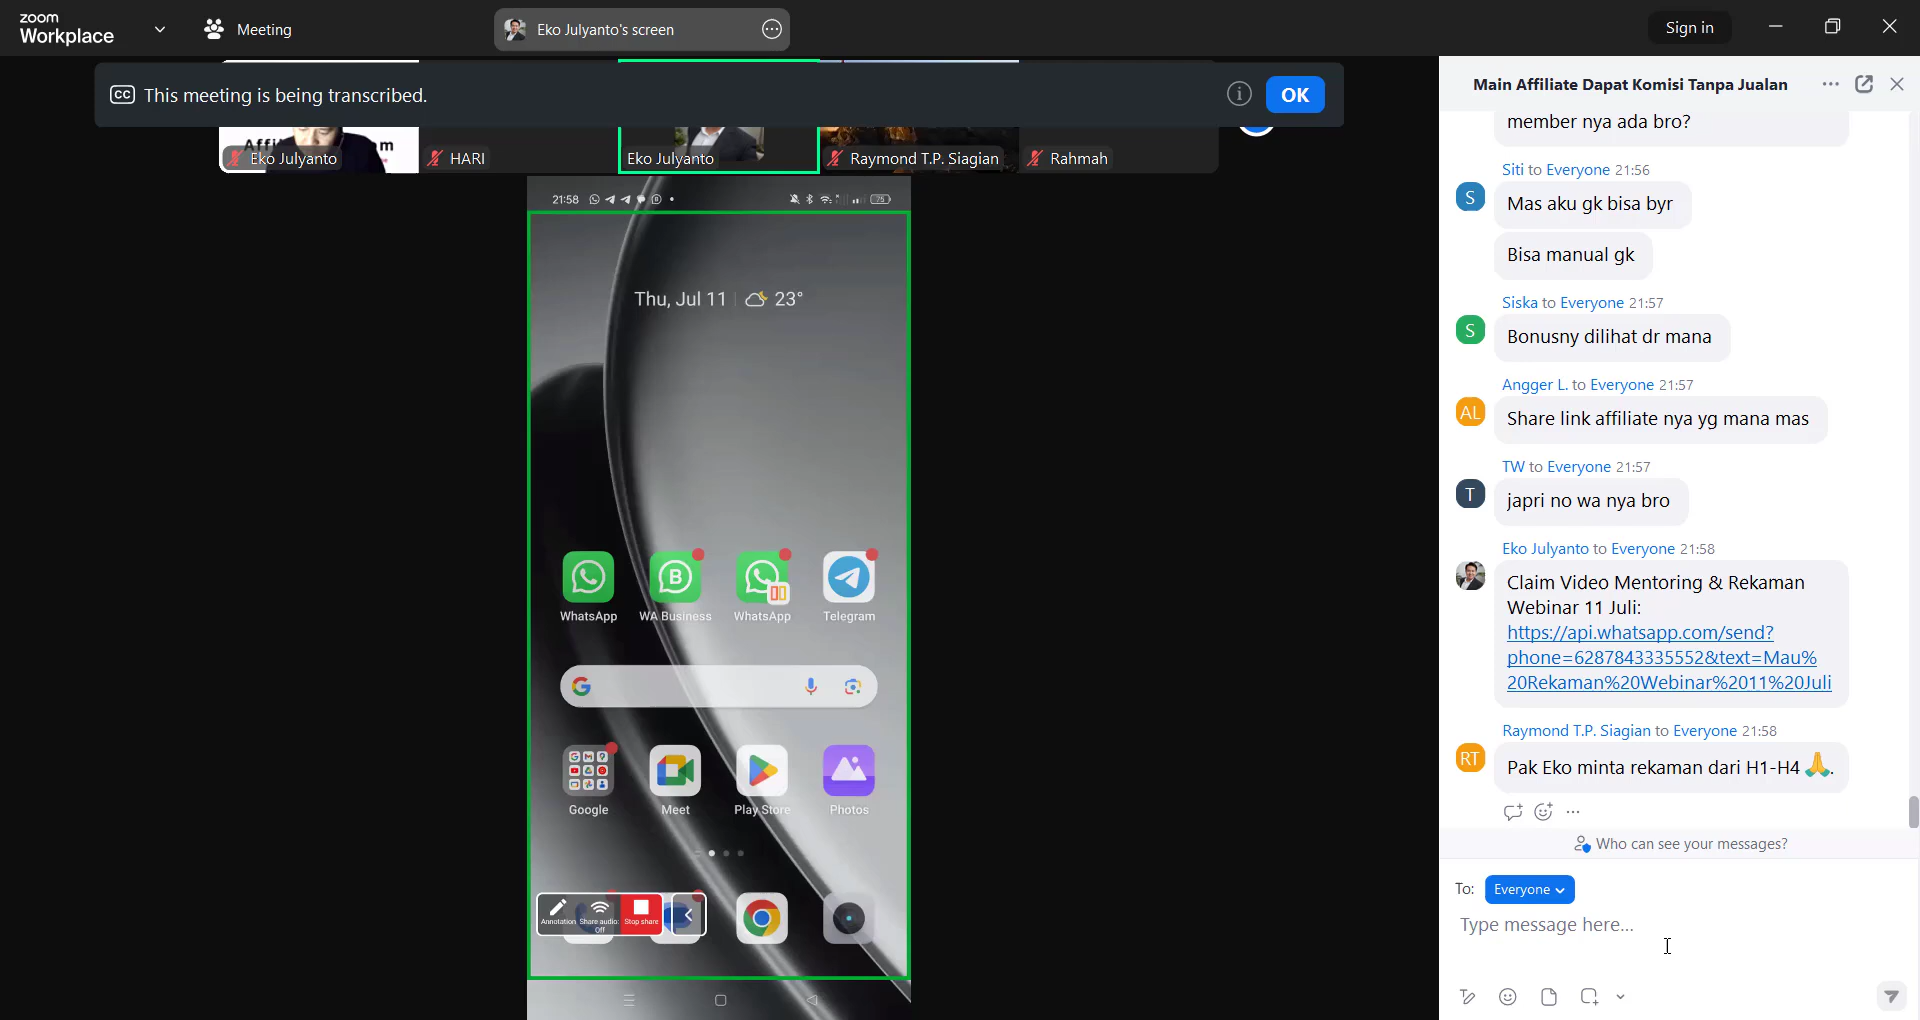 zoom
Workplace
Meeting
Eko Julyanto's screen
Sign in
This meeting is being transcribed.
OK
Eko Julyanto
HARI
Eko Julyanto
Raymond T.P. Siagian
Rahmah
21:58
75
Thu, Jul 11
23°
WhatsApp
WA Business
WhatsApp
Telegram
Google
Meet
Play Store
Photos
Annotation
Share audio: Off
Stop share
Main Affiliate Dapat Komisi Tanpa Jualan
member nya ada bro?
Siti to Everyone 21:56
S
Mas aku gk bisa byr
Bisa manual gk
Siska to Everyone 21:57
S
Bonusny dilihat dr mana
Angger L. to Everyone 21:57
AL
Share link affiliate nya yg mana mas
TW to Everyone 21:57
T
japri no wa nya bro
Eko Julyanto to Everyone 21:58
Claim Video Mentoring & Rekaman
Webinar 11 Juli:
https://api.whatsapp.com/send?
phone=6287843335552&text=Mau%
20Rekaman%20Webinar%2011%20Juli
Raymond T.P. Siagian to Everyone 21:58
RT
Pak Eko minta rekaman dari H1-H4 🙏.
Who can see your messages?
To: Everyone
Type message here...